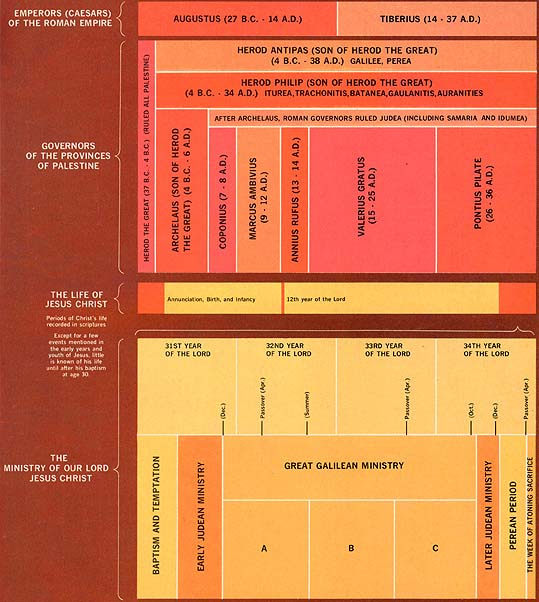 EMPERORS (CAESARS)
OF THE ROMAN EMPIRE
AUGUSTUS (27 B.C. - 14 A.D.)
TIBERIUS (14 - 37 A.D.)
GOVERNORS
OF THE PROVINCES
OF PALESTINE
HEROD THE GREAT (37 B.C. - 4 B.C.) (RULED ALL PALESTINE)
HEROD ANTIPAS (SON OF HEROD THE GREAT)
(4 B.C. - 38 A.D.) GALILEE, PEREA
HEROD PHILIP (SON OF HEROD THE GREAT)
(4 B.C. - 34 A.D.) ITUREA,TRACHONITIS,BATANEA,GAULANITIS,AURANITIES
ARCHELAUS (SON OF HEROD
THE GREAT) (4 B.C. - 6 A.D.)
AFTER ARCHELAUS, ROMAN GOVERNORS RULED JUDEA (INCLUDING SAMARIA AND IDUMEA)
COPONIUS (7 - 8 A.D.)
MARCUS AMBIVIUS
(9 - 12 A.D.)
ANNIUS RUFUS (13 - 14 A.D.)
VALERIUS GRATUS
(15 - 25 A.D.)
PONTIUS PILATE
(26 - 36 A.D.)
THE LIFE OF
JESUS CHRIST
Periods of Christ's life
recorded in scriptures
Except for a few
events mentioned in
the early years and
youth of Jesus, little
is known of his life
until after his baptism
at age 30.
Annunciation, Birth, and Infancy
12th year of the Lord
THE
MINISTRY OF OUR LORD
JESUS CHRIST
31ST YEAR
OF THE LORD
32ND YEAR
OF THE LORD
33RD YEAR
OF THE LORD
34TH YEAR
OF THE LORD
(Dec.)
Passover (Apr.)
(Summer)
Passover (Apr.)
(Oct.)
(Dec.)
Passover (Apr.)
BAPTISM AND TEMPTATION
EARLY JUDEAN MINISTRY
GREAT GALILEAN MINISTRY
A
B
C
LATER JUDEAN MINISTRY
PEREAN PERIOD
THE WEEK OF ATONING SACRIFICE